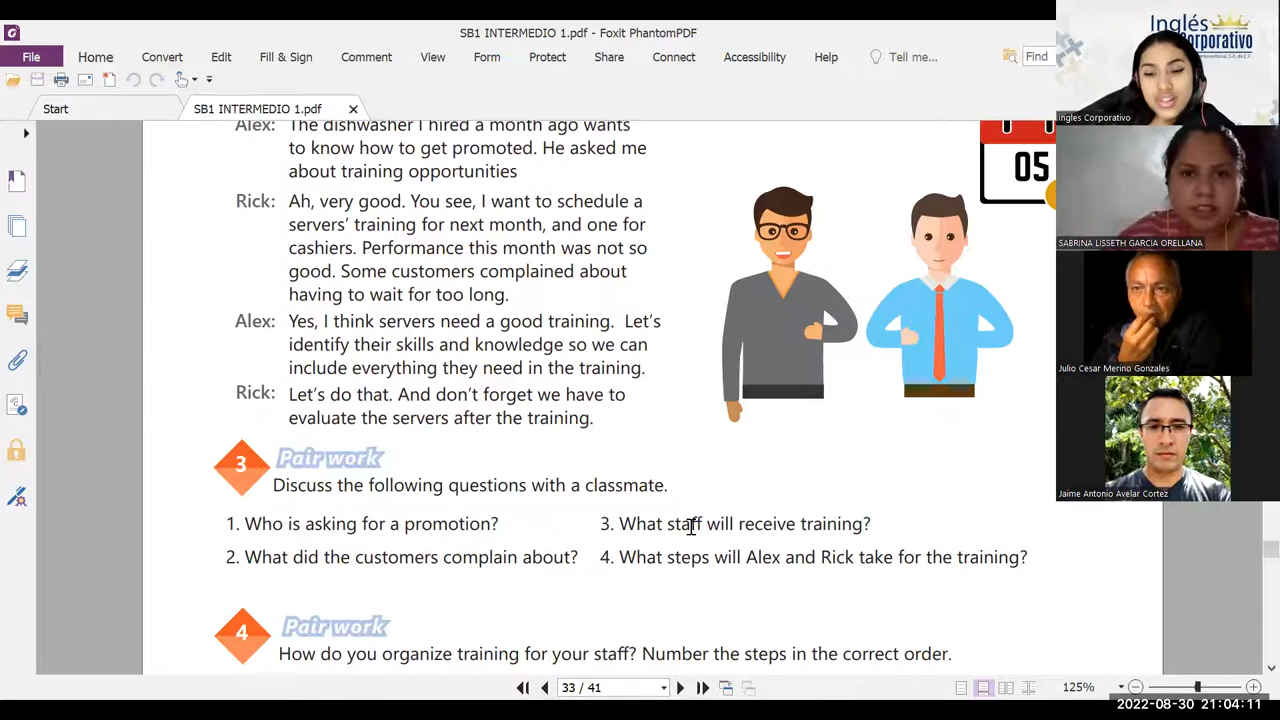 SB1 INTERMEDIO 1.pdf - Foxit PhantomPDF
File Home Convert Fill & Sign Comment View Form Protect Share Connect Accessibility Help Tell me... Find
Start SB1 INTERMEDIO 1.pdf
Alex: The dishwasher I hired a month ago wants
to know how to get promoted. He asked me
about training opportunities
Rick: Ah, very good. You see, I want to schedule a
servers’ training for next month, and one for
cashiers. Performance this month was not so
good. Some customers complained about
having to wait for too long.
Alex: Yes, I think servers need a good training. Let’s
identify their skills and knowledge so we can
include everything they need in the training.
Rick: Let’s do that. And don’t forget we have to
evaluate the servers after the training.
05
3 Pair work
Discuss the following questions with a classmate.
1. Who is asking for a promotion?
2. What did the customers complain about?
3. What staff will receive training?
4. What steps will Alex and Rick take for the training?
4 Pair work
How do you organize training for your staff? Number the steps in the correct order.
33 / 41
125%
Inglés
Corporativo
Ingles Corporativo
SABRINA LISSETH GARCIA ORELLANA
Julio Cesar Merino Gonzales
Jaime Antonio Avelar Cortez
2022-08-30 21:04:11